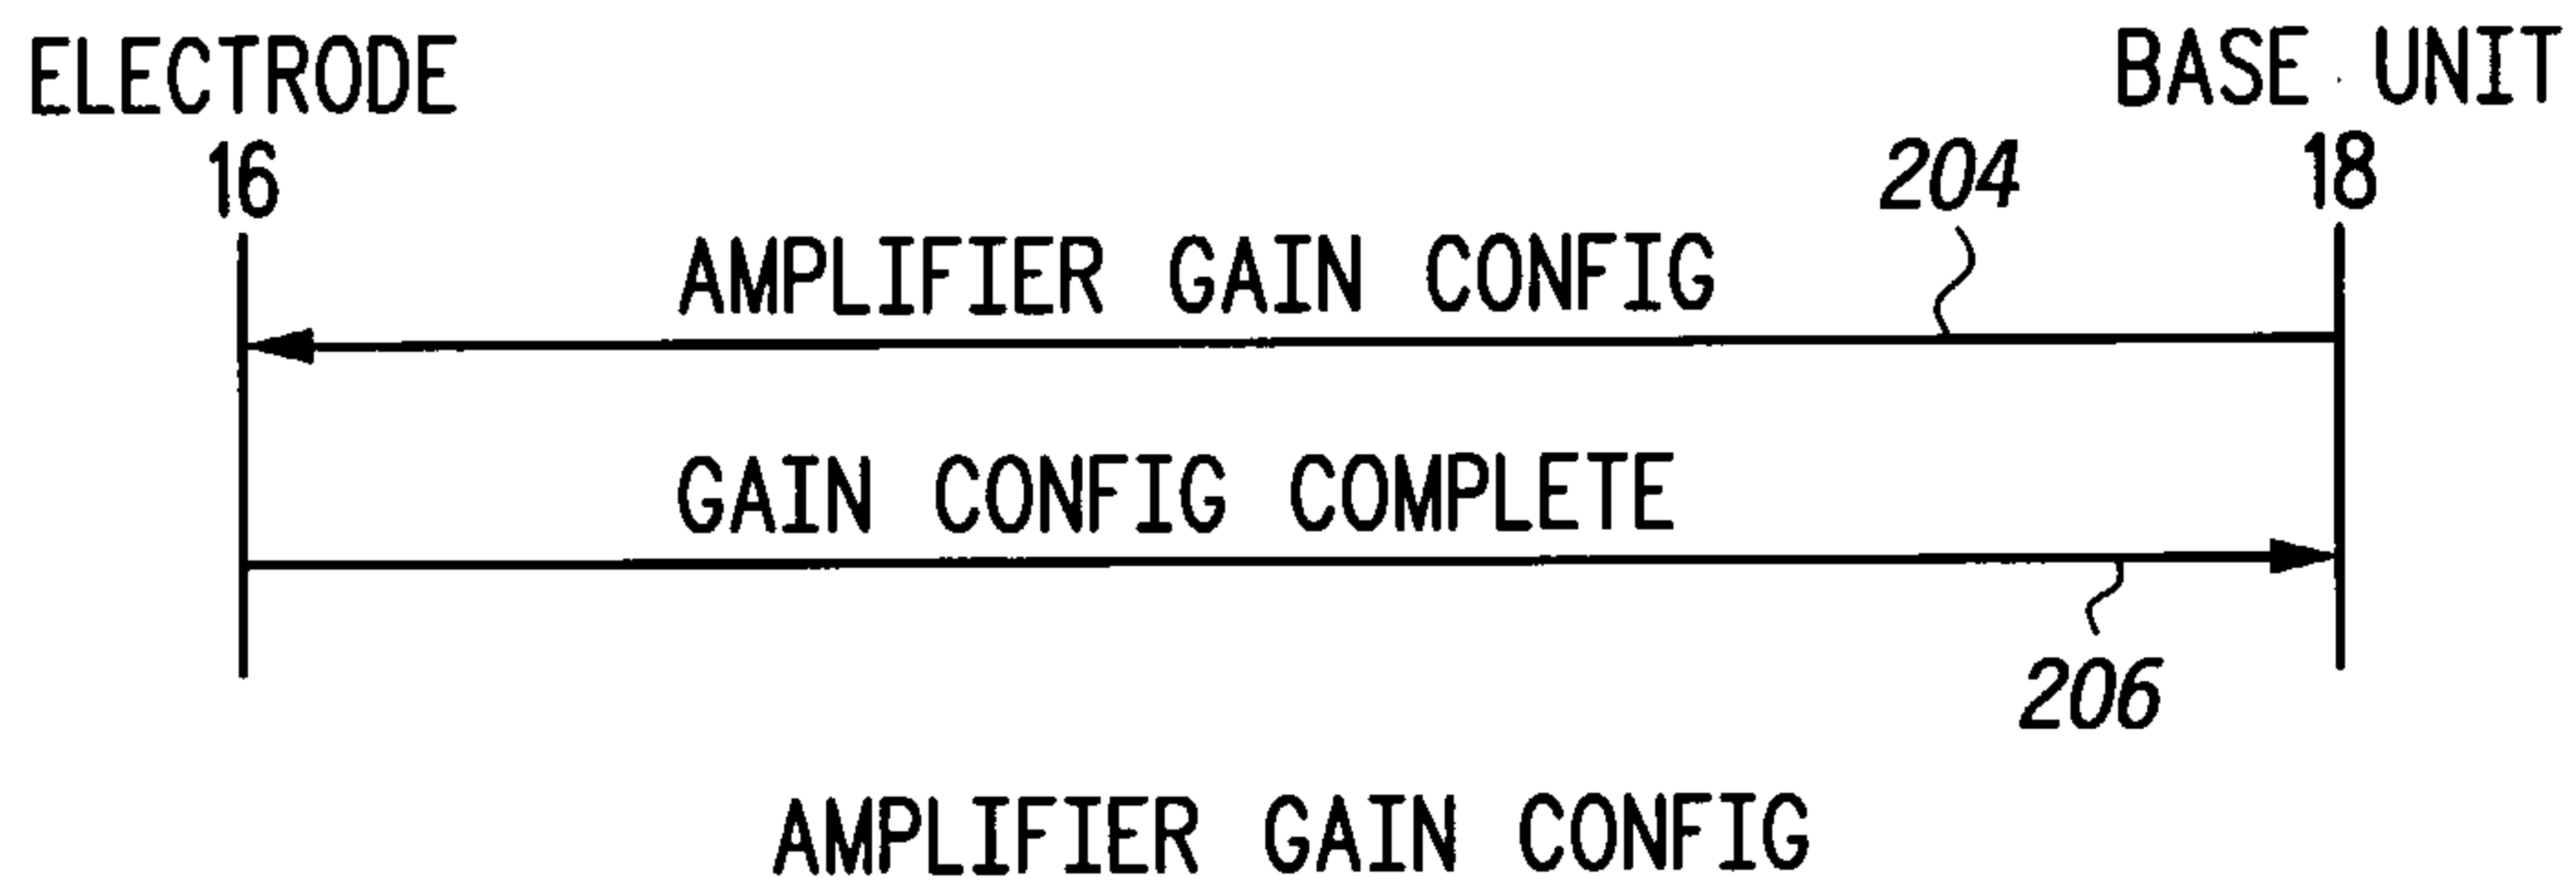 ELECTRODE
16
BASE UNIT
18
204
AMPLIFIER GAIN CONFIG
GAIN CONFIG COMPLETE
206
AMPLIFIER GAIN CONFIG